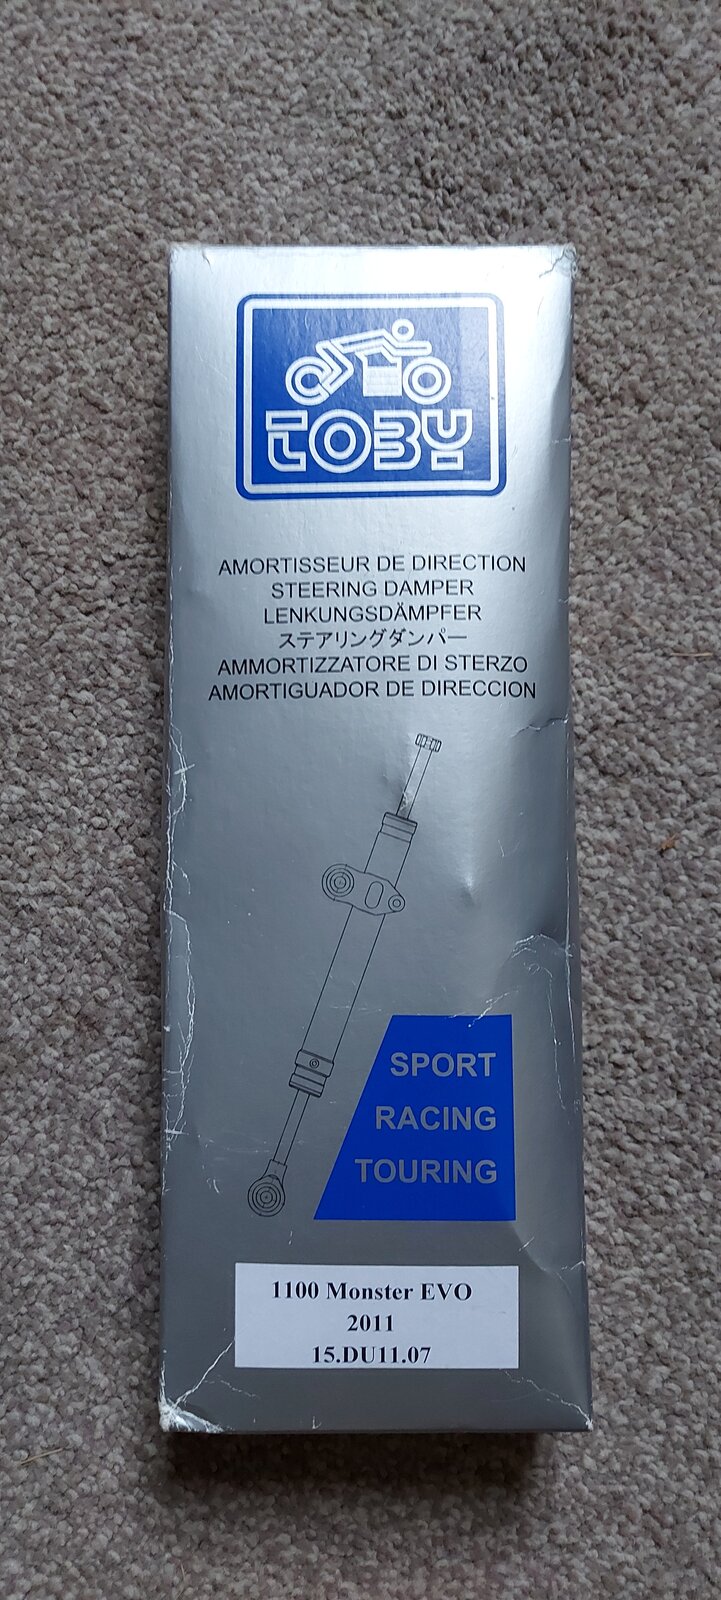 TOBY
AMORTISSEUR DE DIRECTION
STEERING DAMPER
LENKUNGSDÄMPFER
ステアリングダンパー
AMMORTIZZATORE DI STERZO
AMORTIGUADOR DE DIRECCION
SPORT
RACING
TOURING
1100 Monster EVO
2011
15.DU11.07